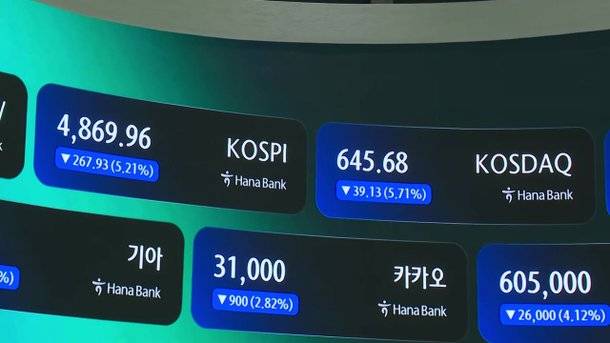 4,869.96
▼267.93 (5.21%)
KOSPI
Hana Bank
645.68
▼39.13 (5.71%)
KOSDAQ
Hana Bank
%)
기아
Hana Bank
31,000
▼900 (2.82%)
카카오
Hana Bank
605,000
▼26,000 (4.12%)